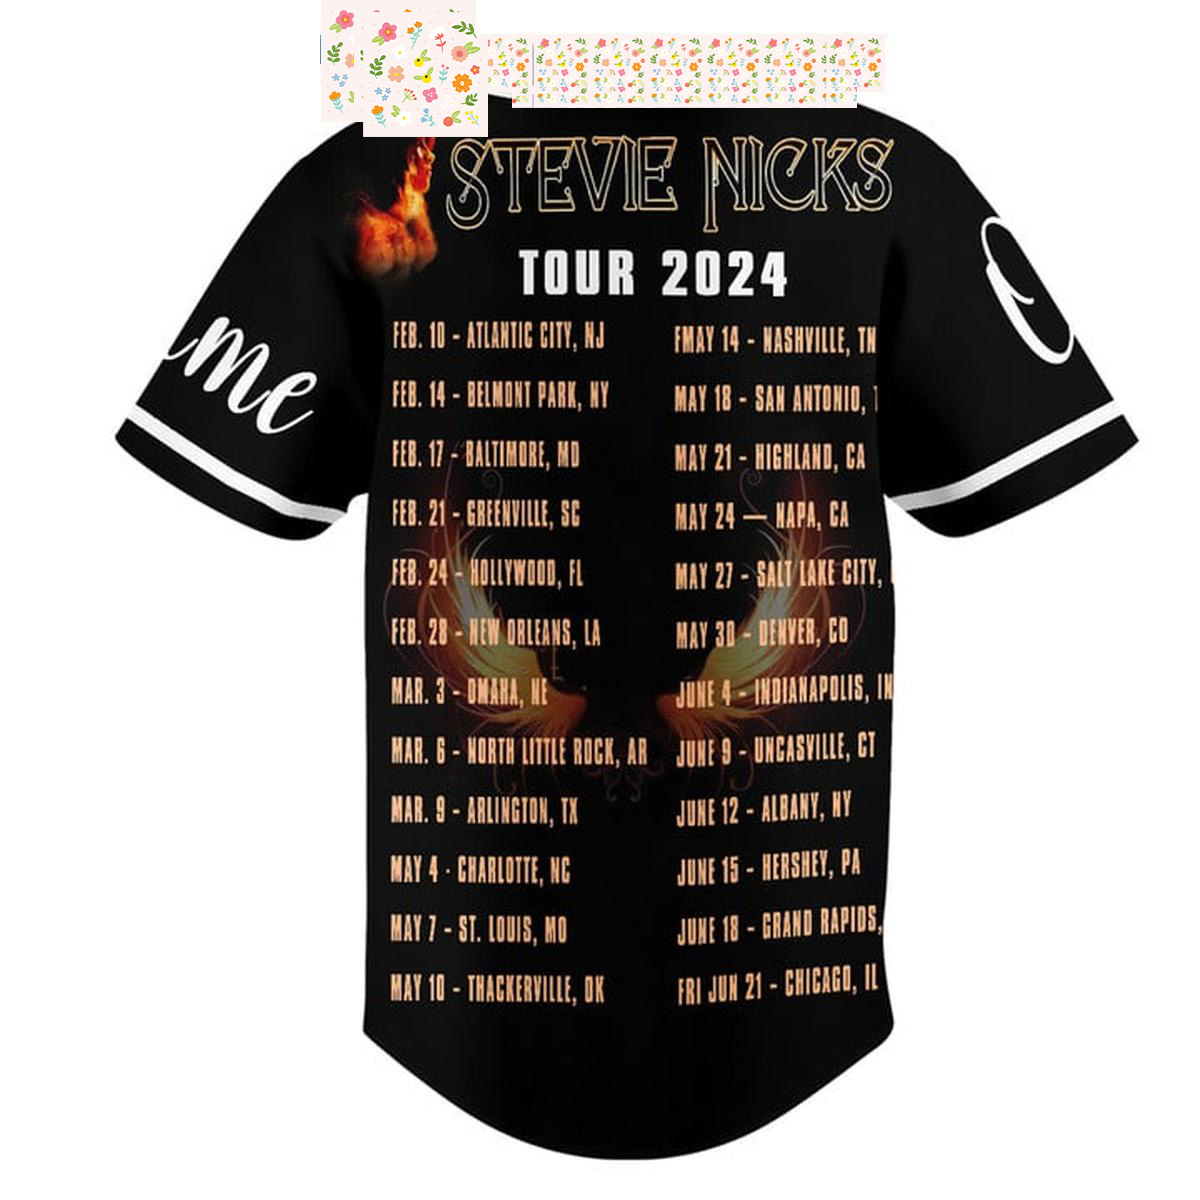 STEVIE NICKS
TOUR 2024
me
O
FEB. 10 - ATLANTIC CITY, NJ
FEB. 14 - BELMONT PARK, NY
FEB. 17 - BALTIMORE, MD
FEB. 21 - GREENVILLE, SC
FEB. 24 - HOLLYWOOD, FL
FEB. 28 - NEW ORLEANS, LA
MAR. 3 - OMAHA, NE
MAR. 6 - NORTH LITTLE ROCK, AR
MAR. 9 - ARLINGTON, TX
MAY 4 - CHARLOTTE, NC
MAY 7 - ST. LOUIS, MO
MAY 10 - THACKERVILLE, OK
FMAY 14 - NASHVILLE, TN
MAY 18 - SAN ANTONIO,
MAY 21 - HIGHLAND, CA
MAY 24 — NAPA, CA
MAY 27 - SALT LAKE CITY,
MAY 30 - DENVER, CO
JUNE 4 - INDIANAPOLIS, IN
JUNE 9 - UNCASVILLE, CT
JUNE 12 - ALBANY, NY
JUNE 15 - HERSHEY, PA
JUNE 18 - GRAND RAPIDS,
FRI JUN 21 - CHICAGO, IL